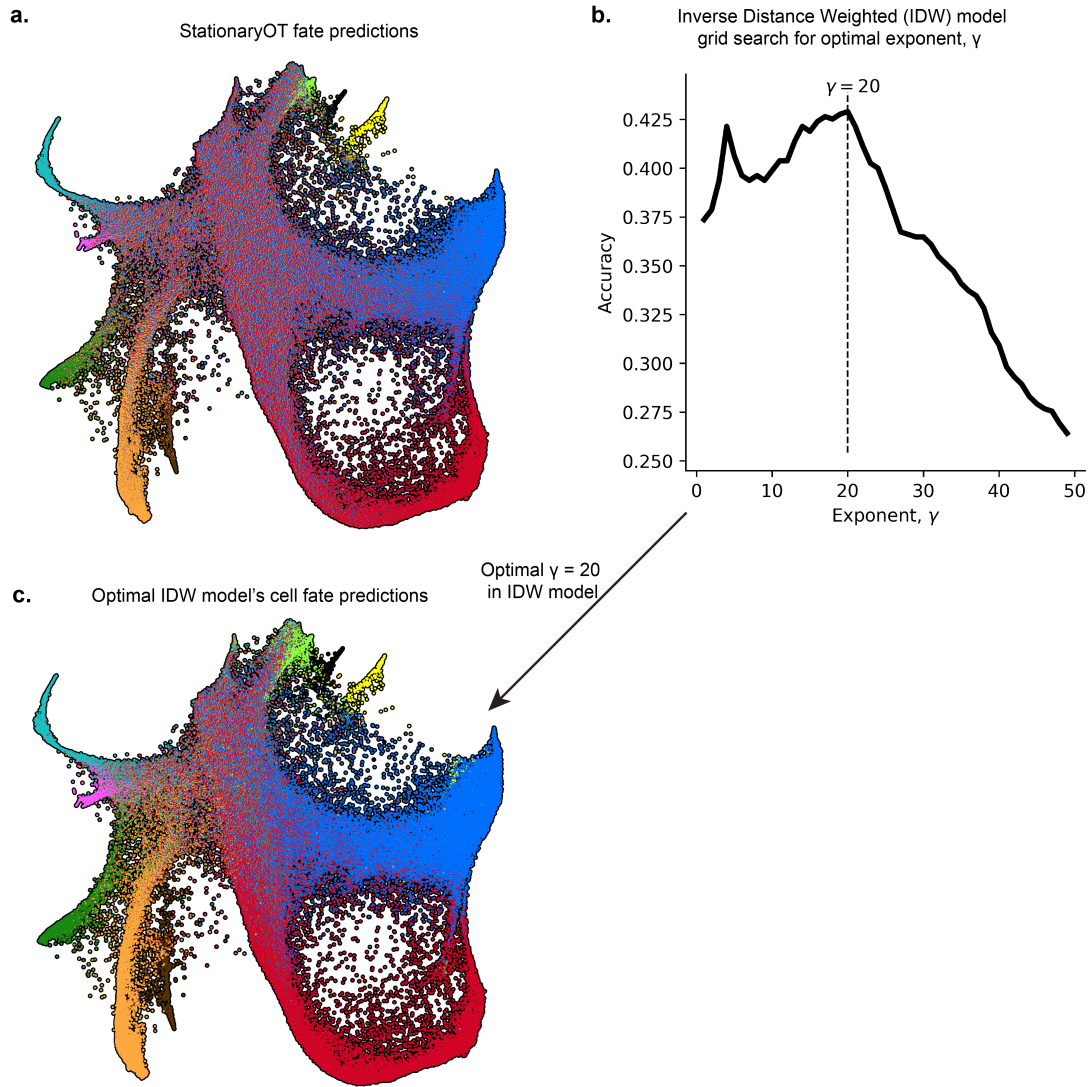 a.
StationaryOT fate predictions
b.
Inverse Distance Weighted (IDW) model
grid search for optimal exponent, γ
γ = 20
0.425
0.400
0.375
0.350
0.325
0.300
0.275
0.250
Accuracy
0 10 20 30 40 50
Exponent, γ
Optimal γ = 20
in IDW model
c.
Optimal IDW model's cell fate predictions